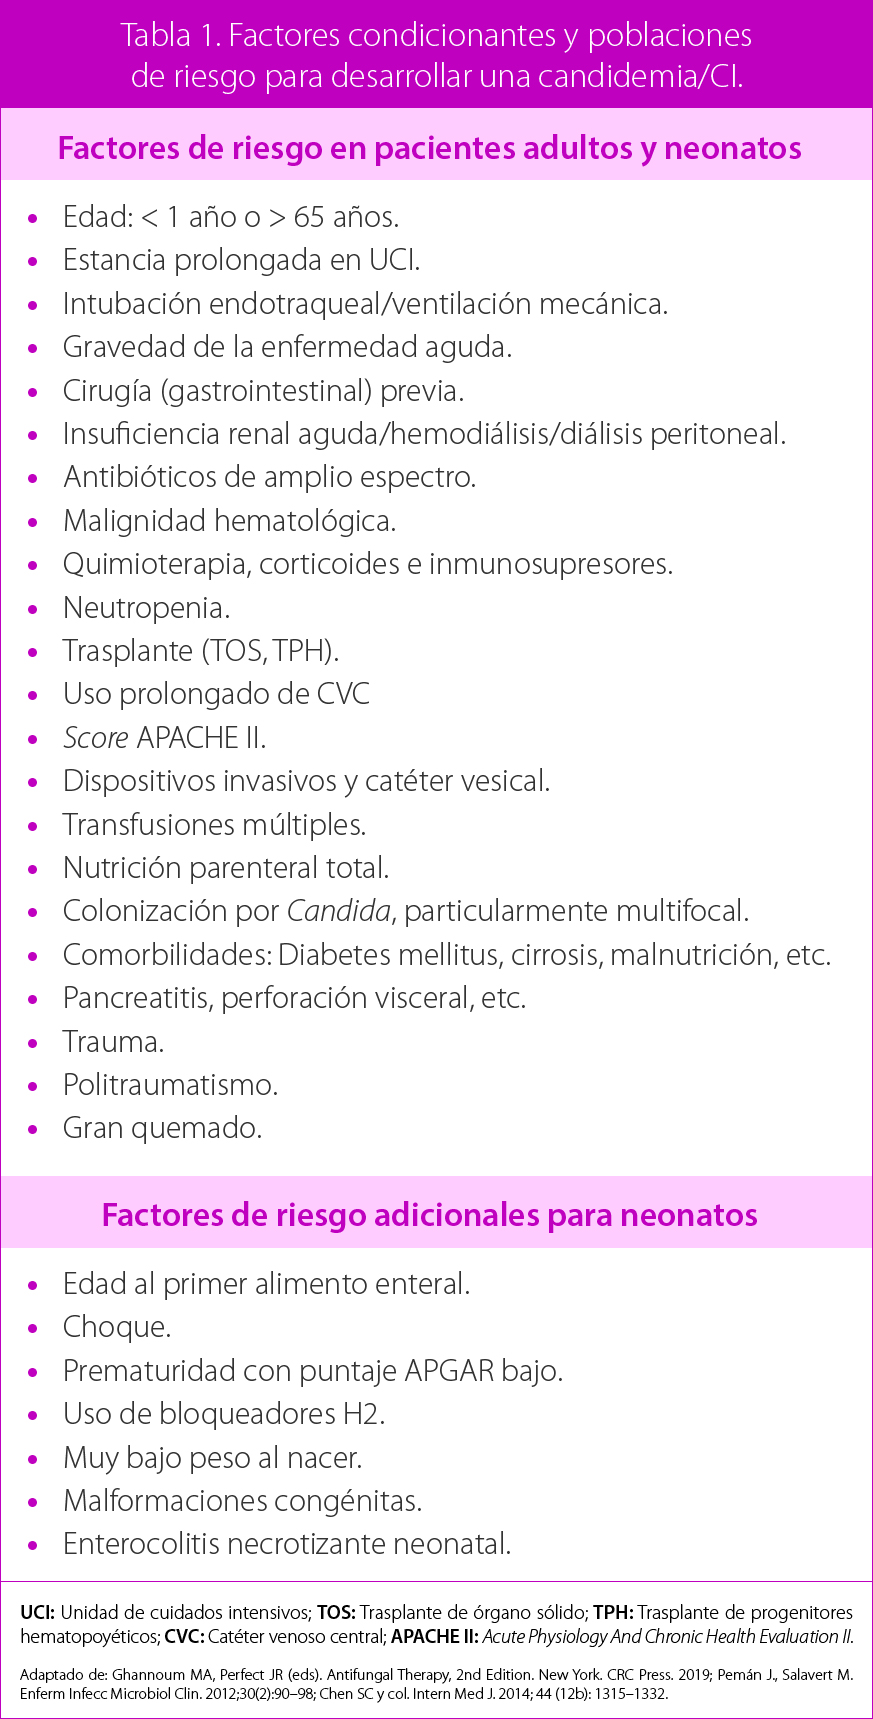 Tabla 1. Factores condicionantes y poblaciones
de riesgo para desarrollar una candidemia/CI.
Factores de riesgo en pacientes adultos y neonatos
• Edad: < 1 año o > 65 años.
• Estancia prolongada en UCI.
• Intubación endotraqueal/ventilación mecánica.
• Gravedad de la enfermedad aguda.
• Cirugía (gastrointestinal) previa.
• Insuficiencia renal aguda/hemodiálisis/diálisis peritoneal.
• Antibióticos de amplio espectro.
• Malignidad hematológica.
• Quimioterapia, corticoides e inmunosupresores.
• Neutropenia.
• Trasplante (TOS, TPH).
• Uso prolongado de CVC
• Score APACHE II.
• Dispositivos invasivos y catéter vesical.
• Transfusiones múltiples.
• Nutrición parenteral total.
• Colonización por Candida, particularmente multifocal.
• Comorbilidades: Diabetes mellitus, cirrosis, malnutrición, etc.
• Pancreatitis, perforación visceral, etc.
• Trauma.
• Politraumatismo.
• Gran quemado.
Factores de riesgo adicionales para neonatos
• Edad al primer alimento enteral.
• Choque.
• Prematuridad con puntaje APGAR bajo.
• Uso de bloqueadores H2.
• Muy bajo peso al nacer.
• Malformaciones congénitas.
• Enterocolitis necrotizante neonatal.
UCI: Unidad de cuidados intensivos; TOS: Trasplante de órgano sólido; TPH: Trasplante de progenitores
hematopoyéticos; CVC: Catéter venoso central; APACHE II: Acute Physiology And Chronic Health Evaluation II.
Adaptado de: Ghannoum MA, Perfect JR (eds). Antifungal Therapy, 2nd Edition. New York. CRC Press. 2019; Pemán J., Salavert M.
Enferm Infecc Microbiol Clin. 2012;30(2):90–98; Chen SC y col. Intern Med J. 2014; 44 (12b): 1315–1332.